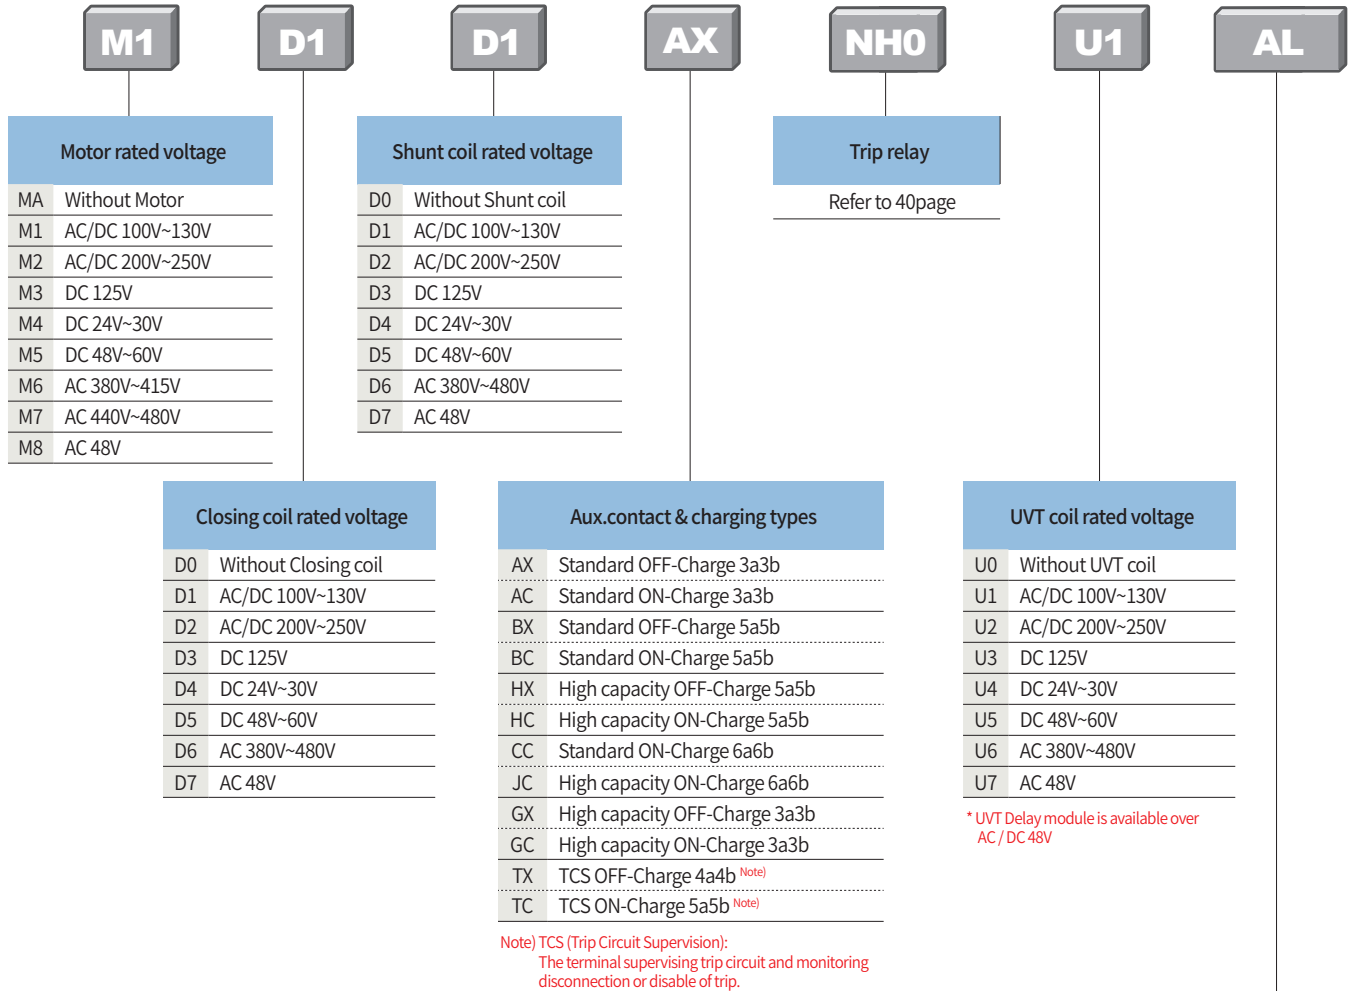 M1 D1 D1 AX NH0 U1 AL
Motor rated voltage
MA Without Motor
M1 AC/DC 100V~130V
M2 AC/DC 200V~250V
M3 DC 125V
M4 DC 24V~30V
M5 DC 48V~60V
M6 AC 380V~415V
M7 AC 440V~480V
M8 AC 48V
Shunt coil rated voltage
D0 Without Shunt coil
D1 AC/DC 100V~130V
D2 AC/DC 200V~250V
D3 DC 125V
D4 DC 24V~30V
D5 DC 48V~60V
D6 AC 380V~480V
D7 AC 48V
Trip relay
Refer to 40page
Closing coil rated voltage
D0 Without Closing coil
D1 AC/DC 100V~130V
D2 AC/DC 200V~250V
D3 DC 125V
D4 DC 24V~30V
D5 DC 48V~60V
D6 AC 380V~480V
D7 AC 48V
Aux.contact & charging types
AX Standard OFF-Charge 3a3b
AC Standard ON-Charge 3a3b
BX Standard OFF-Charge 5a5b
BC Standard ON-Charge 5a5b
HX High capacity OFF-Charge 5a5b
HC High capacity ON-Charge 5a5b
CC Standard ON-Charge 6a6b
JC High capacity ON-Charge 6a6b
GX High capacity OFF-Charge 3a3b
GC High capacity ON-Charge 3a3b
TX TCS OFF-Charge 4a4b Note)
TC TCS ON-Charge 5a5b Note)
Note) TCS (Trip Circuit Supervision):
The terminal supervising trip circuit and monitoring
disconnection or disable of trip.
UVT coil rated voltage
U0 Without UVT coil
U1 AC/DC 100V~130V
U2 AC/DC 200V~250V
U3 DC 125V
U4 DC 24V~30V
U5 DC 48V~60V
U6 AC 380V~480V
U7 AC 48V
* UVT Delay module is available over
AC / DC 48V